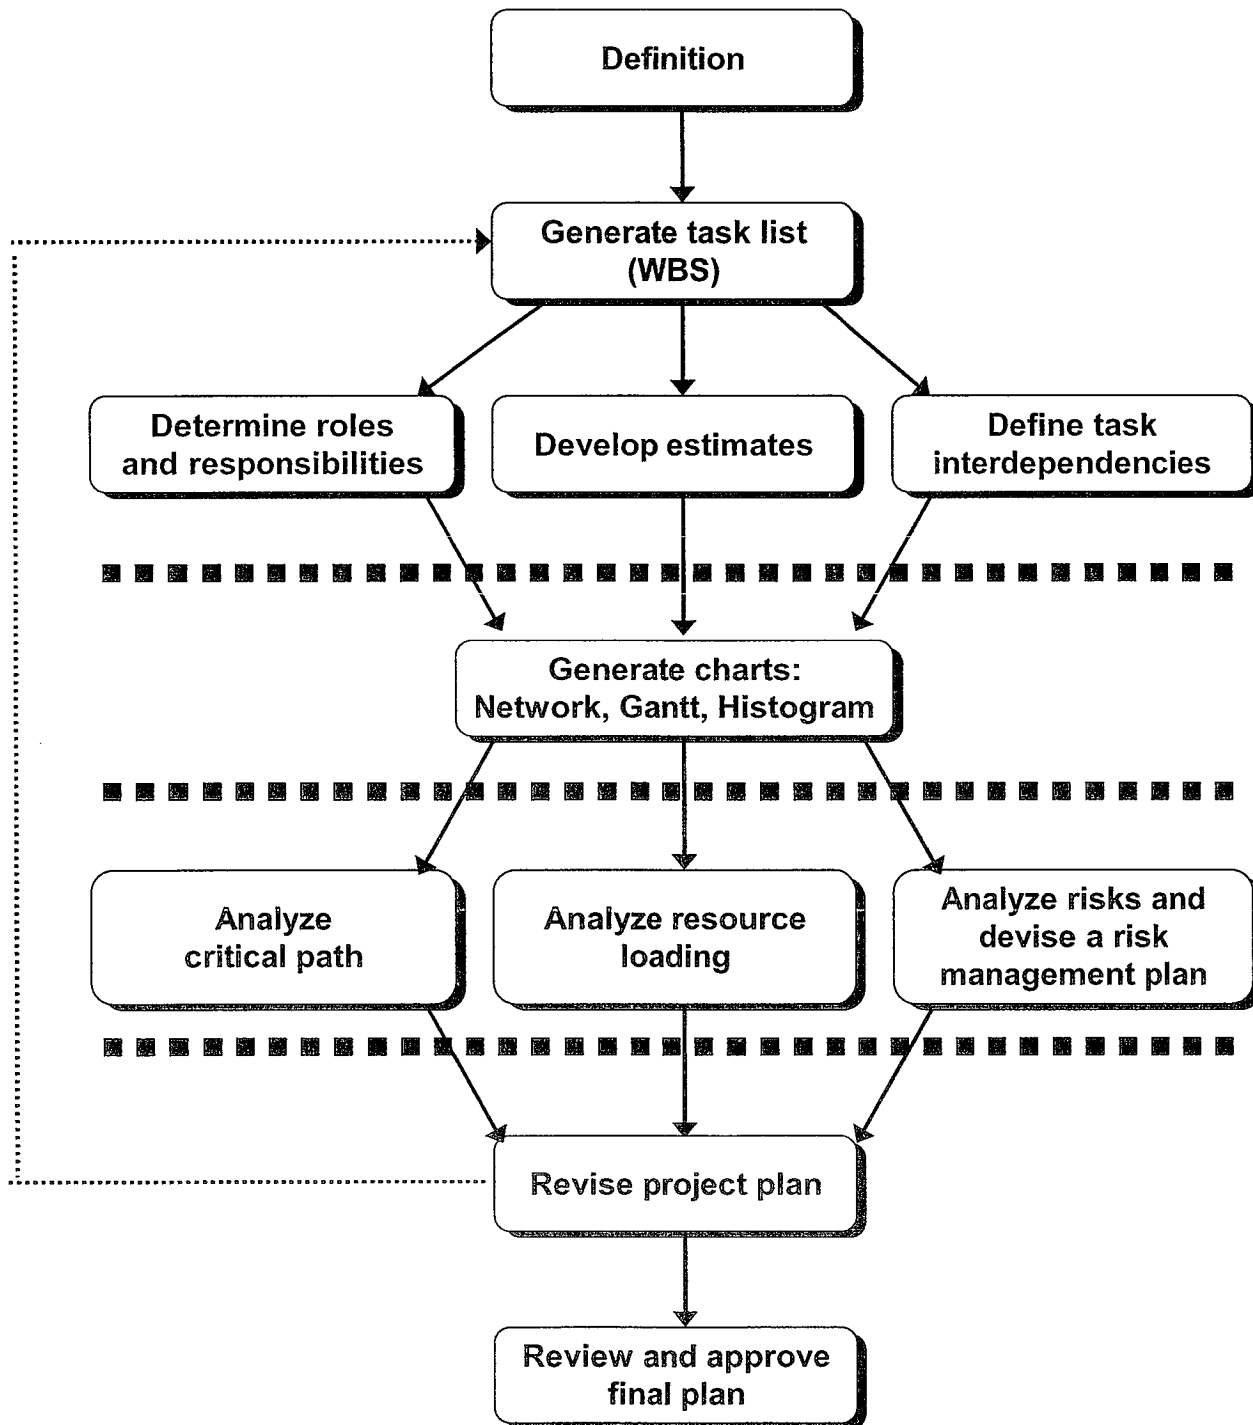 Definition
Generate task list
(WBS)
Determine roles
and responsibilities
Develop estimates
Define task
interdependencies
Generate charts:
Network, Gantt, Histogram
Analyze
critical path
Analyze resource
loading
Analyze risks and
devise a risk
management plan
Revise project plan
Review and approve
final plan